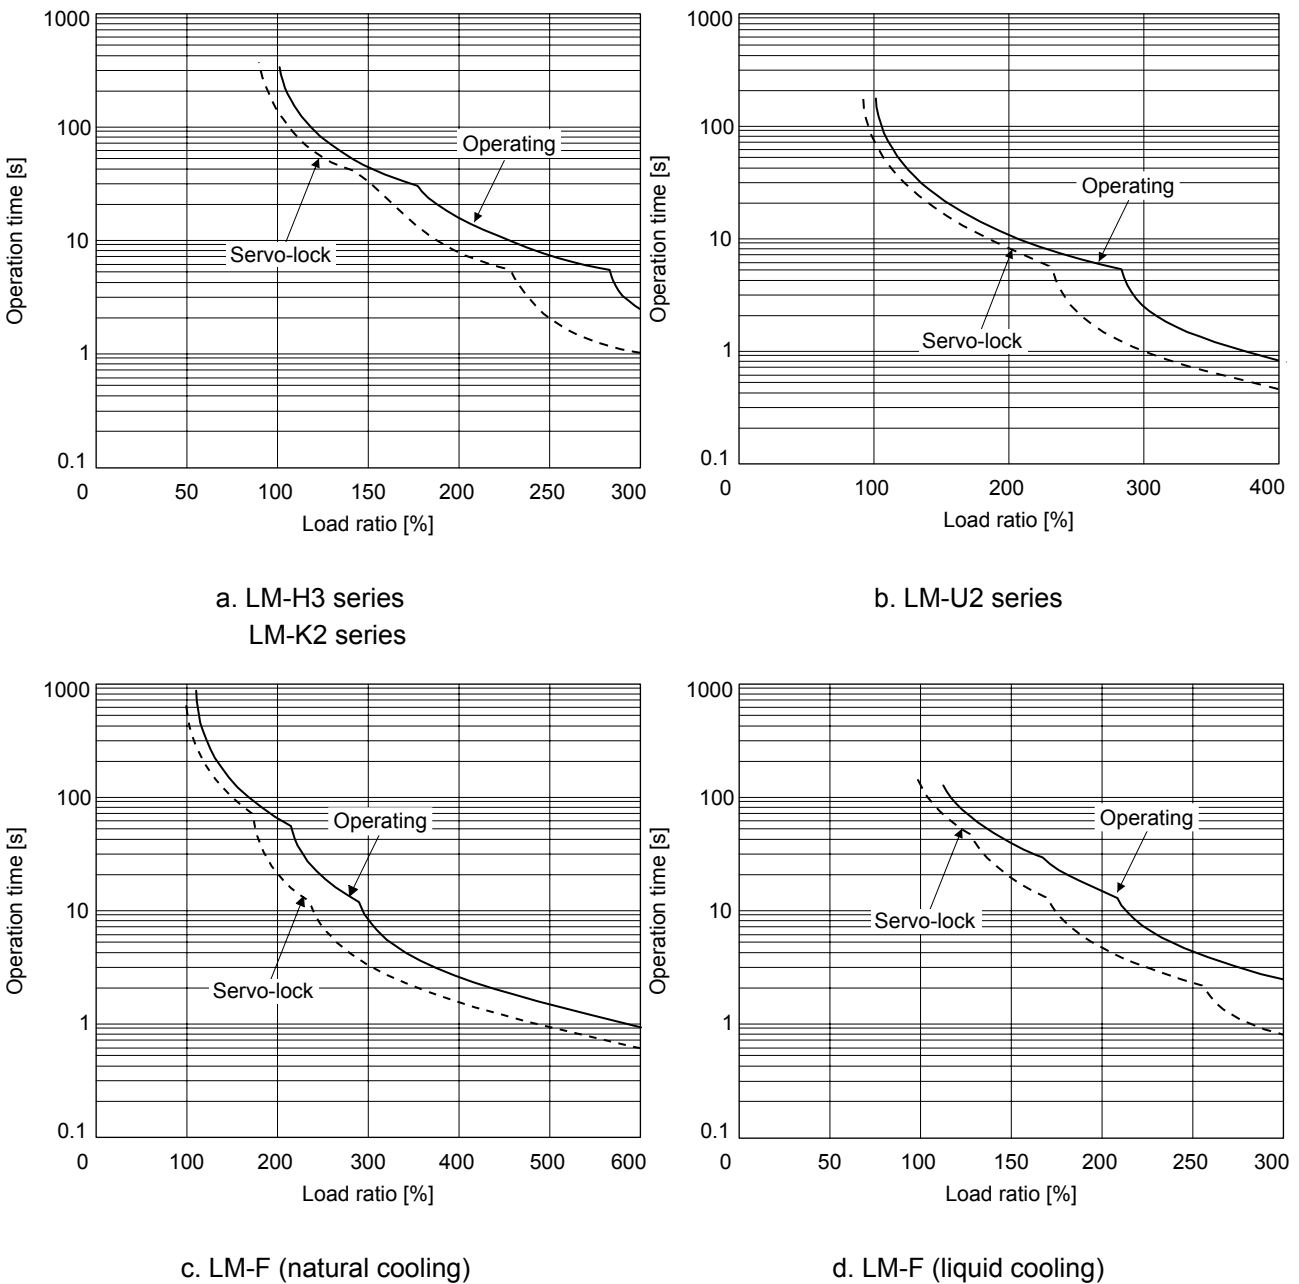 1000
100
10
1
0.1
Operation time [s]
Operating
Servo-lock
0 50 100 150 200 250 300
Load ratio [%]
a. LM-H3 series
LM-K2 series
1000
100
10
1
0.1
Operation time [s]
Operating
Servo-lock
0 100 200 300 400
Load ratio [%]
b. LM-U2 series
1000
100
10
1
0.1
Operation time [s]
Operating
Servo-lock
0 100 200 300 400 500 600
Load ratio [%]
c. LM-F (natural cooling)
1000
100
10
1
0.1
Operation time [s]
Operating
Servo-lock
0 50 100 150 200 250 300
Load ratio [%]
d. LM-F (liquid cooling)